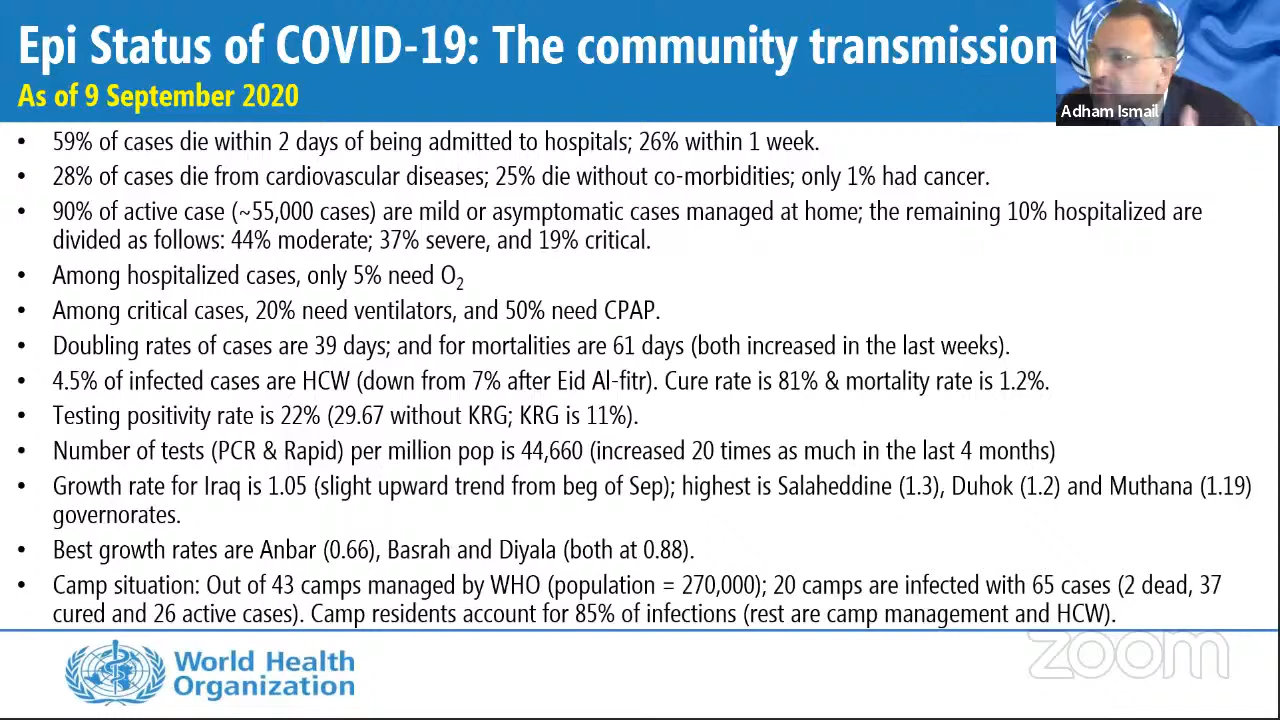 Epi Status of COVID-19: The community transmission
As of 9 September 2020
Adham Ismail
• 59% of cases die within 2 days of being admitted to hospitals; 26% within 1 week.
• 28% of cases die from cardiovascular diseases; 25% die without co-morbidities; only 1% had cancer.
• 90% of active case (~55,000 cases) are mild or asymptomatic cases managed at home; the remaining 10% hospitalized are
divided as follows: 44% moderate; 37% severe, and 19% critical.
• Among hospitalized cases, only 5% need O₂
• Among critical cases, 20% need ventilators, and 50% need CPAP.
• Doubling rates of cases are 39 days; and for mortalities are 61 days (both increased in the last weeks).
• 4.5% of infected cases are HCW (down from 7% after Eid Al-fitr). Cure rate is 81% & mortality rate is 1.2%.
• Testing positivity rate is 22% (29.67 without KRG; KRG is 11%).
• Number of tests (PCR & Rapid) per million pop is 44,660 (increased 20 times as much in the last 4 months)
• Growth rate for Iraq is 1.05 (slight upward trend from beg of Sep); highest is Salaheddine (1.3), Duhok (1.2) and Muthana (1.19)
governorates.
• Best growth rates are Anbar (0.66), Basrah and Diyala (both at 0.88).
• Camp situation: Out of 43 camps managed by WHO (population = 270,000); 20 camps are infected with 65 cases (2 dead, 37
cured and 26 active cases). Camp residents account for 85% of infections (rest are camp management and HCW).
World Health
Organization
zoom